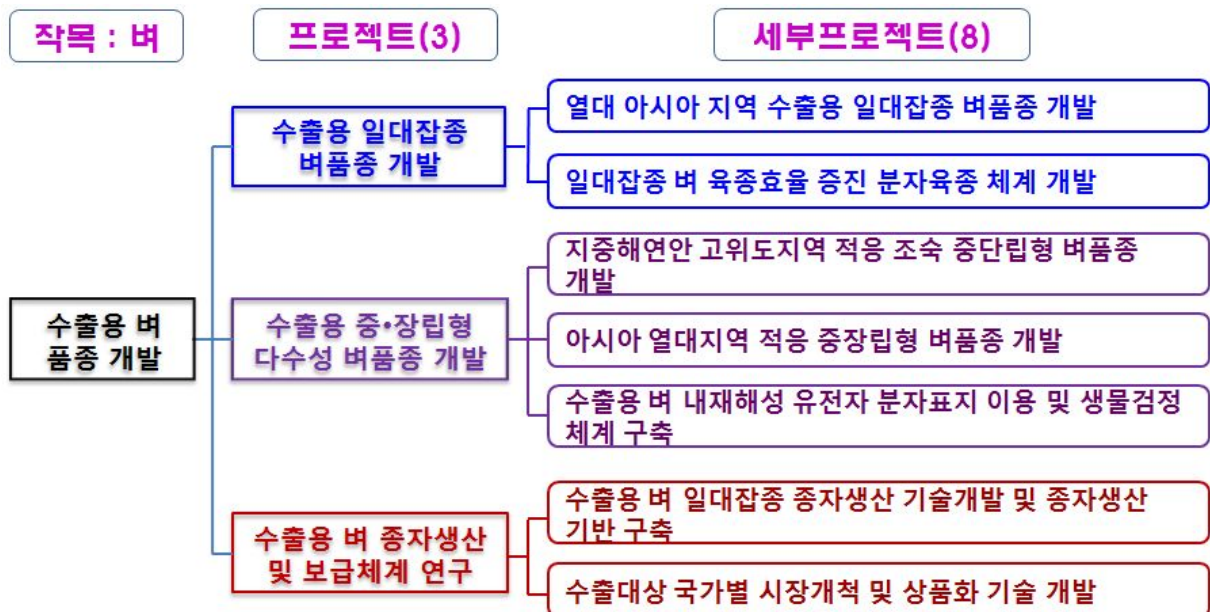 작목 : 벼
프로젝트(3)
세부프로젝트(8)
수출용 벼
품종 개발
수출용 일대잡종
벼품종 개발
열대 아시아 지역 수출용 일대잡종 벼품종 개발
일대잡종 벼 육종효율 증진 분자육종 체계 개발
수출용 중•장립형
다수성 벼품종 개발
지중해연안 고위도지역 적응 조숙 중단립형 벼품종
개발
아시아 열대지역 적응 중장립형 벼품종 개발
수출용 벼 내재해성 유전자 분자표지 이용 및 생물검정
체계 구축
수출용 벼 종자생산
및 보급체계 연구
수출용 벼 일대잡종 종자생산 기술개발 및 종자생산
기반 구축
수출대상 국가별 시장개척 및 상품화 기술 개발